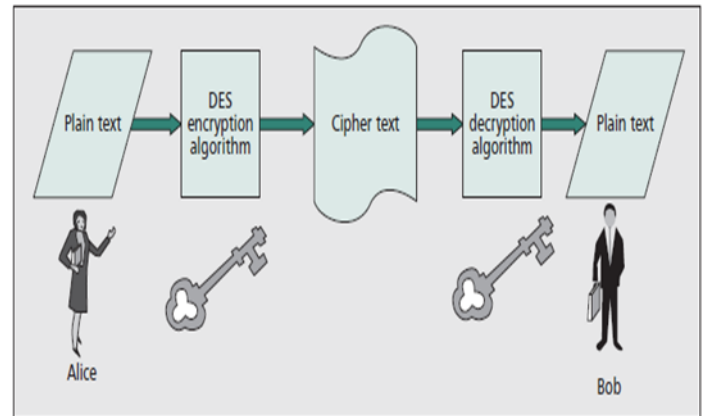 Plain text
DES
encryption
algorithm
Cipher text
DES
decryption
algorithm
Plain text
Alice
Bob